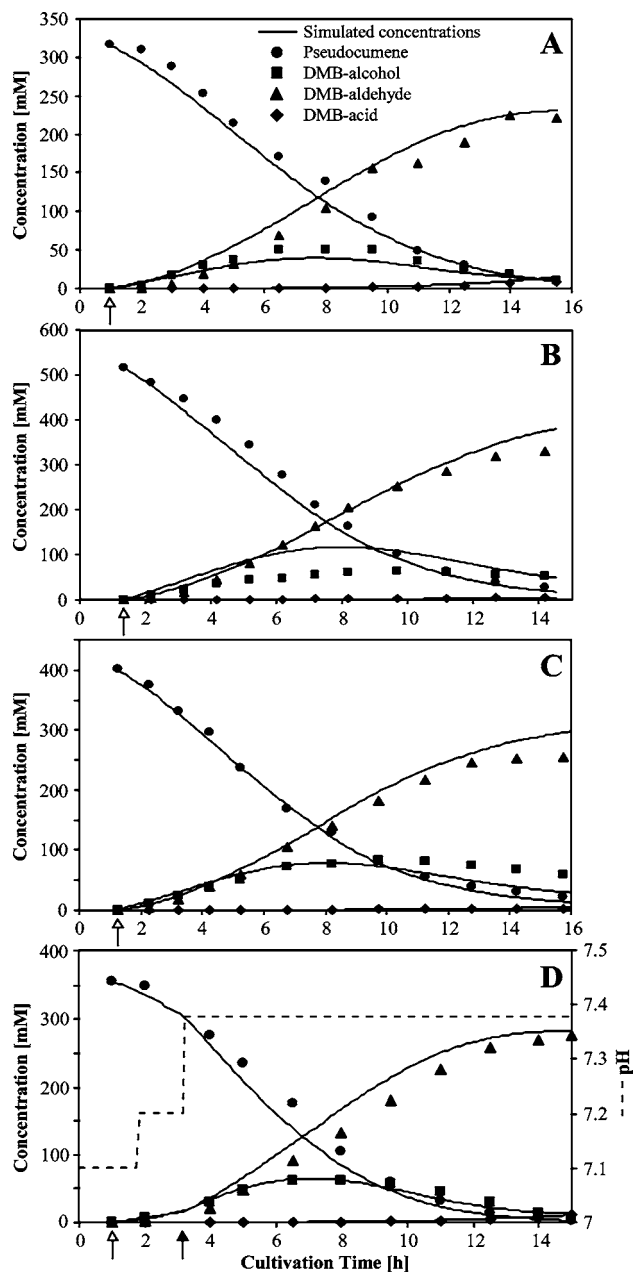 350
300
250
200
150
100
50
0
Concentration [mM]
Simulated concentrations
Pseudocumene
DMB-alcohol
DMB-aldehyde
DMB-acid
A
0 2 4 6 8 10 12 14 16
600
500
400
300
200
100
0
Concentration [mM]
B
0 2 4 6 8 10 12 14
400
300
200
100
0
Concentration [mM]
C
0 2 4 6 8 10 12 14 16
400
300
200
100
0
Concentration [mM]
D
7.5
7.4
7.3
7.2
7.1
7
pH
0 2 4 6 8 10 12 14
Cultivation Time [h]